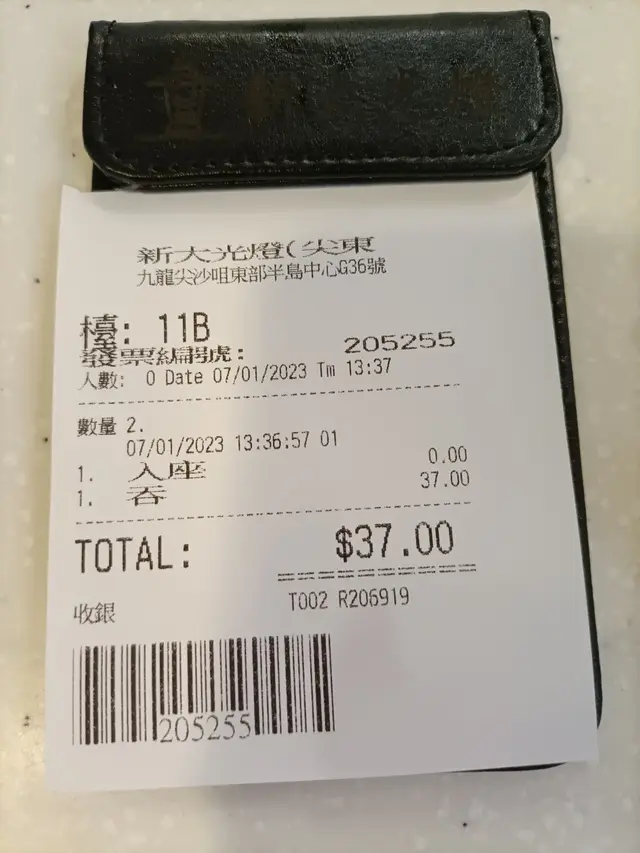 新大光燈(尖東
九龍尖沙咀東部半島中心G36號
檯: 11B
發票編號: 205255
人數: 0 Date 07/01/2023 Tm 13:37
數量 2.
07/01/2023 13:36:57 01
1. 入座 0.00
1. 吞 37.00
TOTAL: $37.00
T002 R206919
收銀
205255